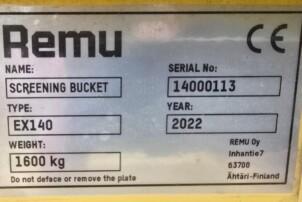 Remu CE
NAME: SERIAL No:
SCREENING BUCKET 14000113
TYPE: YEAR:
EX140 2022
WEIGHT: REMU Oy
1600 kg Inhantie7
63700
Do not deface or remove the plate Ähtäri-Finland